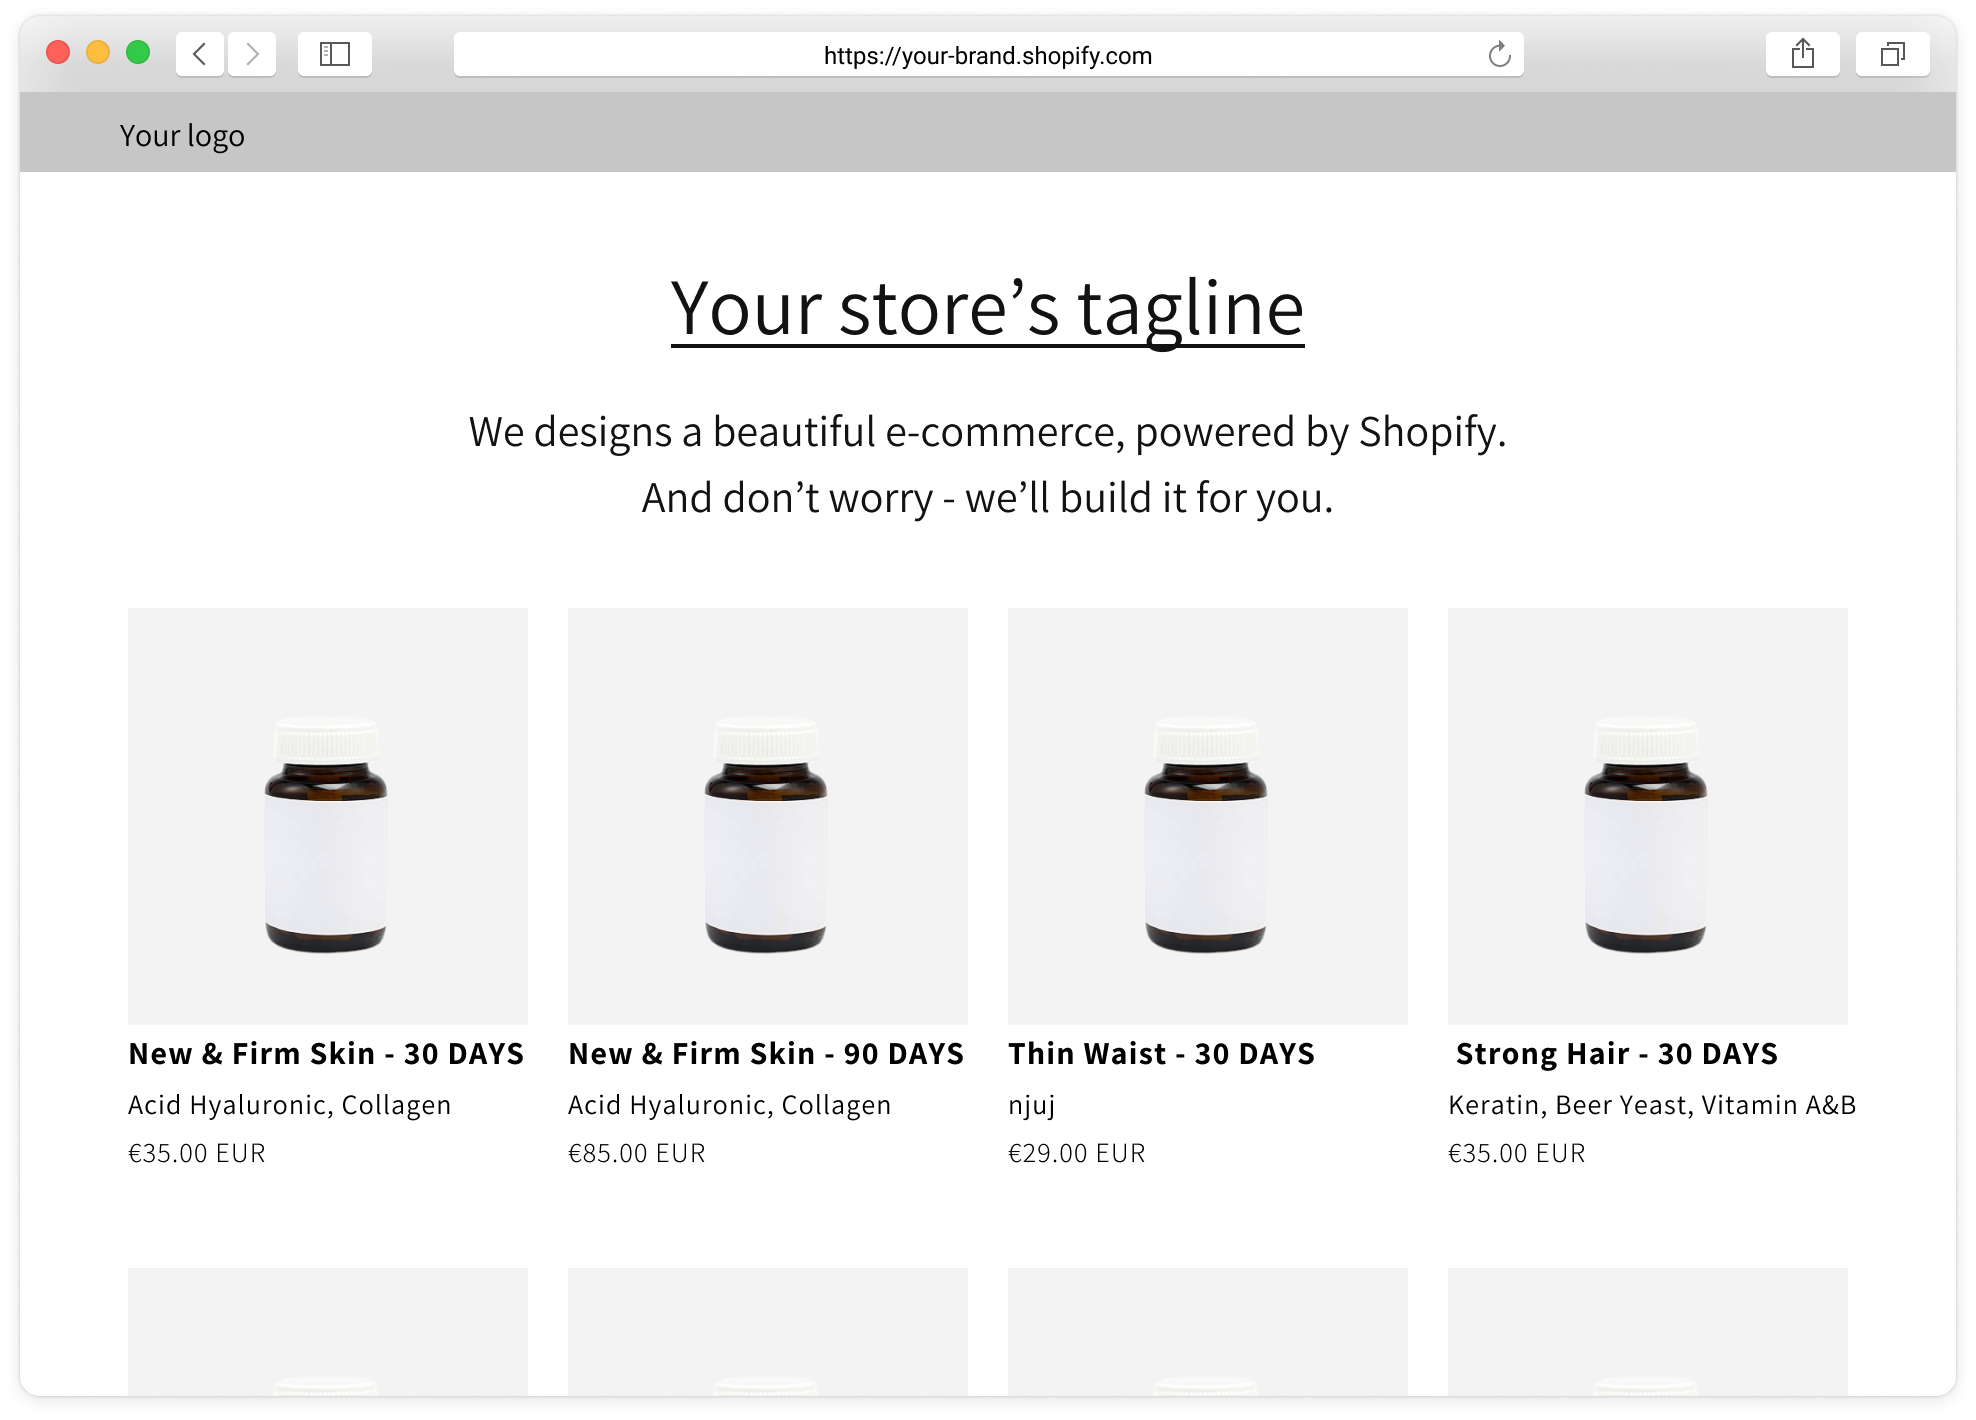 https://your-brand.shopify.com
Your logo
Your store’s tagline
We designs a beautiful e-commerce, powered by Shopify.
And don’t worry - we’ll build it for you.
New & Firm Skin - 30 DAYS
Acid Hyaluronic, Collagen
€35.00 EUR
New & Firm Skin - 90 DAYS
Acid Hyaluronic, Collagen
€85.00 EUR
Thin Waist - 30 DAYS
njuj
€29.00 EUR
Strong Hair - 30 DAYS
Keratin, Beer Yeast, Vitamin A&B
€35.00 EUR